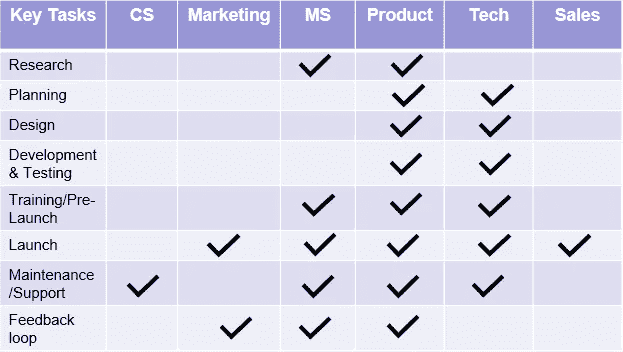 Key Tasks CS Marketing MS Product Tech Sales
Research
Planning
Design
Development
& Testing
Training/Pre-
Launch
Launch
Maintenance
/Support
Feedback
loop